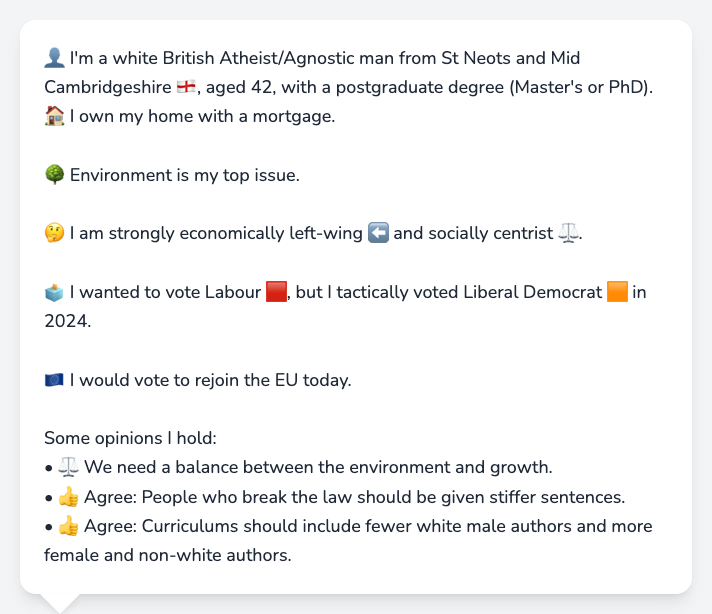 👤 I'm a white British Atheist/Agnostic man from St Neots and Mid
Cambridgeshire 🏴󠁧󠁢󠁥󠁮󠁧󠁿, aged 42, with a postgraduate degree (Master's or PhD).
🏠 I own my home with a mortgage.
🌳 Environment is my top issue.
🤔 I am strongly economically left-wing ⬅️ and socially centrist ⚖️.
🗳️ I wanted to vote Labour 🟥, but I tactically voted Liberal Democrat 🟧 in
2024.
🇪🇺 I would vote to rejoin the EU today.
Some opinions I hold:
• ⚖️ We need a balance between the environment and growth.
• 👍 Agree: People who break the law should be given stiffer sentences.
• 👍 Agree: Curriculums should include fewer white male authors and more
female and non-white authors.